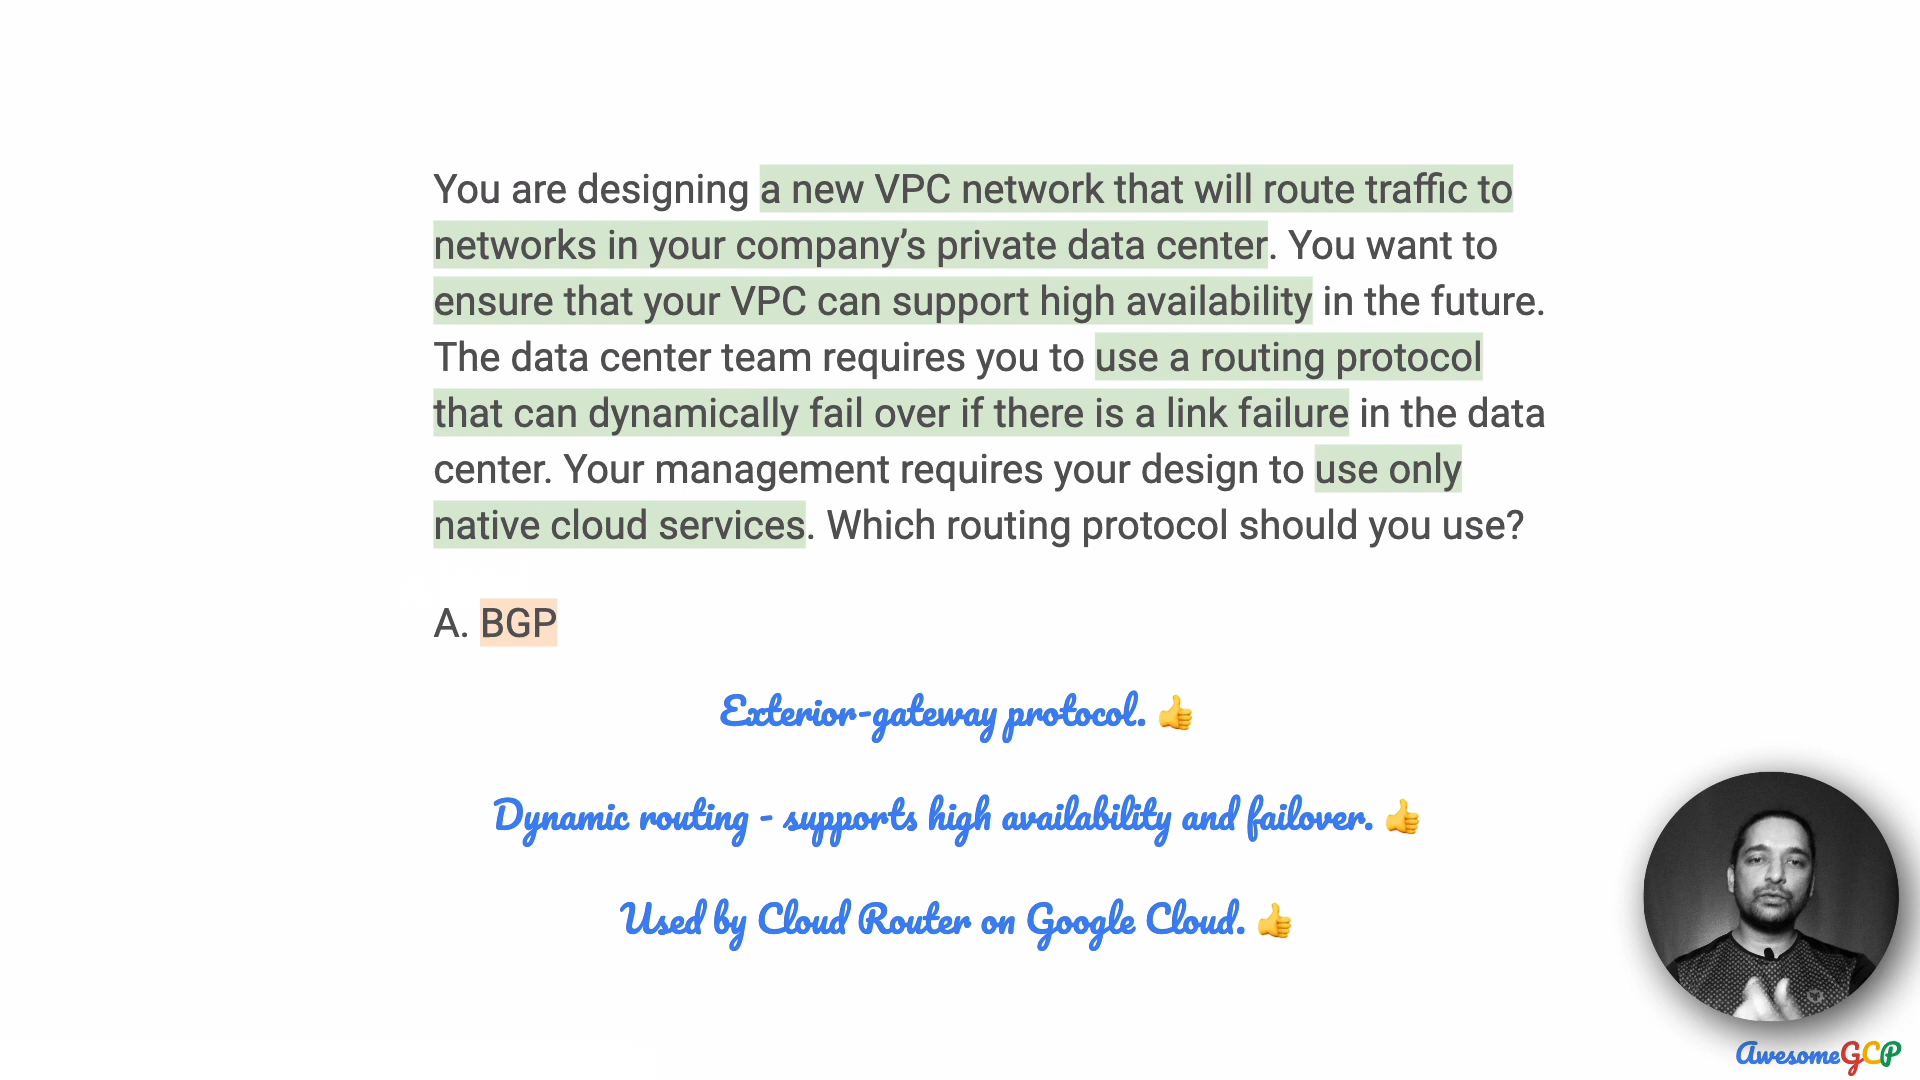 You are designing a new VPC network that will route traffic to
networks in your company’s private data center. You want to
ensure that your VPC can support high availability in the future.
The data center team requires you to use a routing protocol
that can dynamically fail over if there is a link failure in the data
center. Your management requires your design to use only
native cloud services. Which routing protocol should you use?
A. BGP
Exterior-gateway protocol. 👍
Dynamic routing - supports high availability and failover. 👍
Used by Cloud Router on Google Cloud. 👍
AwesomeGCP